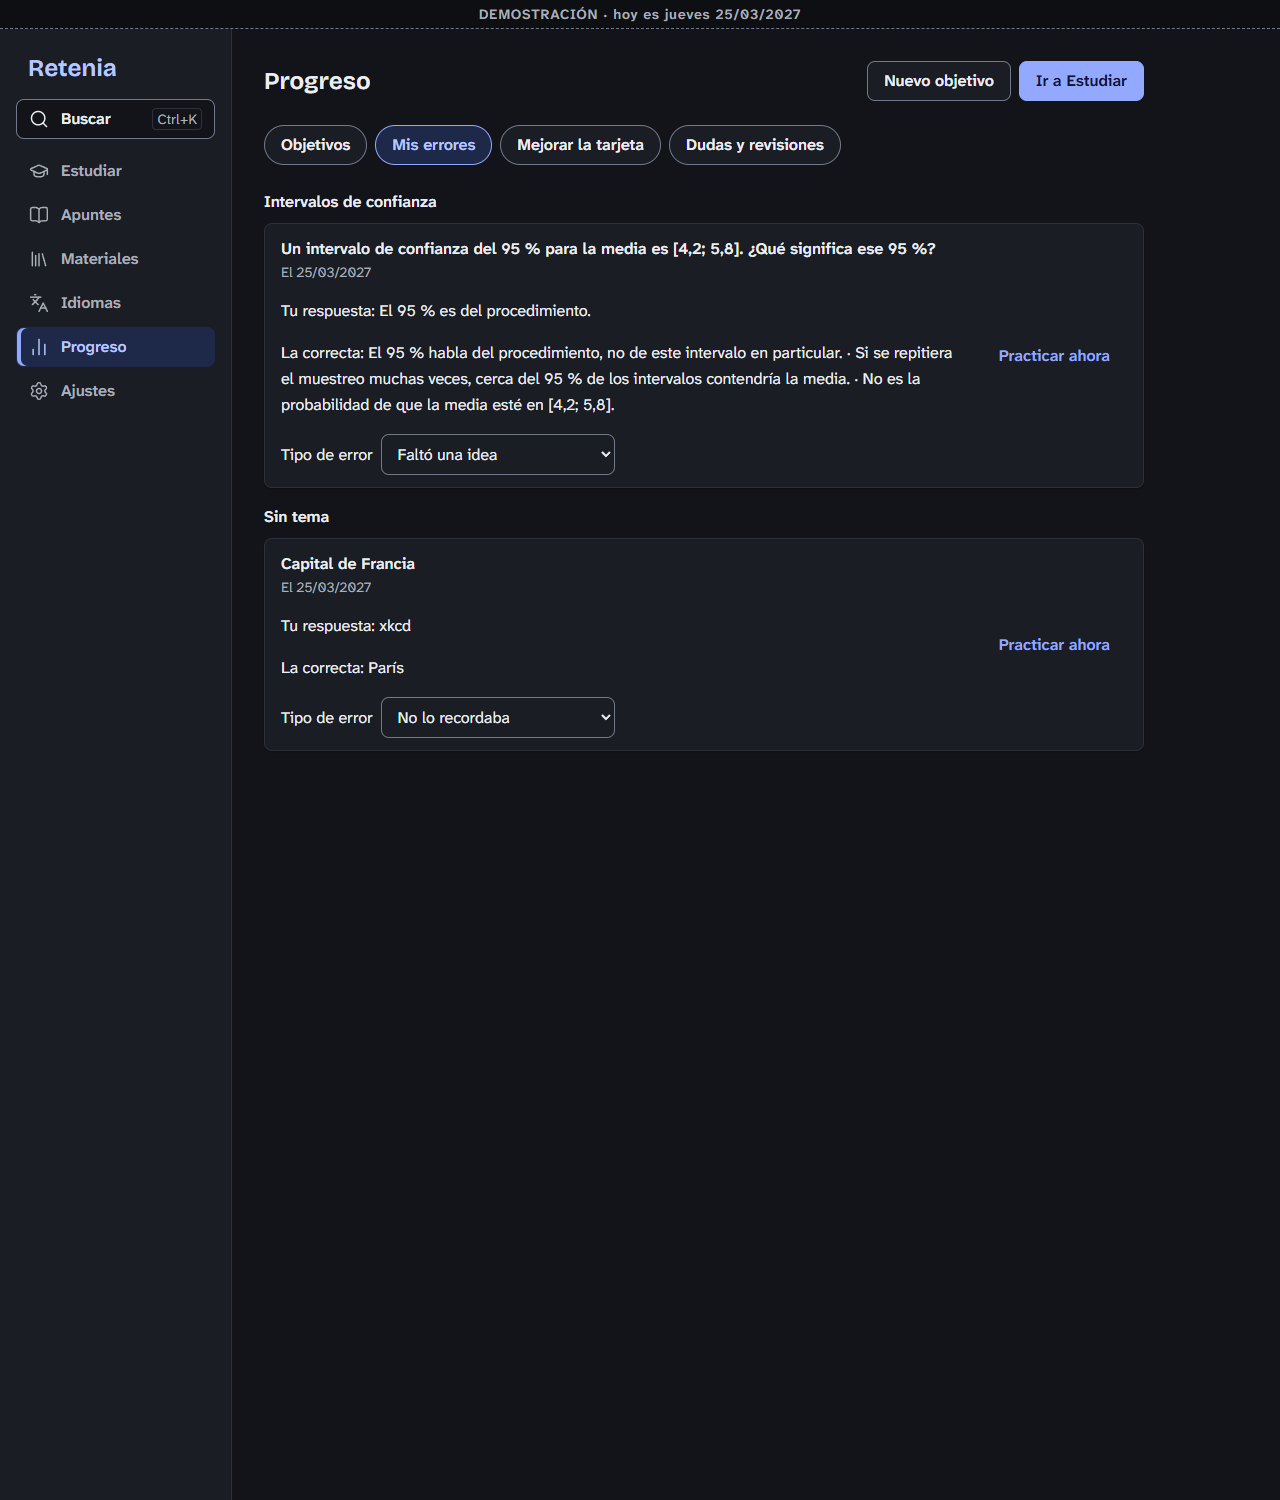 DEMOSTRACIÓN · hoy es jueves 25/03/2027
Retenia
Buscar Ctrl+K
Estudiar
Apuntes
Materiales
Idiomas
Progreso
Ajustes
Progreso
Nuevo objetivo
Ir a Estudiar
Objetivos
Mis errores
Mejorar la tarjeta
Dudas y revisiones
Intervalos de confianza
Un intervalo de confianza del 95 % para la media es [4,2; 5,8]. ¿Qué significa ese 95 %?
El 25/03/2027
Tu respuesta: El 95 % es del procedimiento.
La correcta: El 95 % habla del procedimiento, no de este intervalo en particular. · Si se repitiera
el muestreo muchas veces, cerca del 95 % de los intervalos contendría la media. · No es la
probabilidad de que la media esté en [4,2; 5,8].
Practicar ahora
Tipo de error Faltó una idea
Sin tema
Capital de Francia
El 25/03/2027
Tu respuesta: xkcd
La correcta: París
Practicar ahora
Tipo de error No lo recordaba